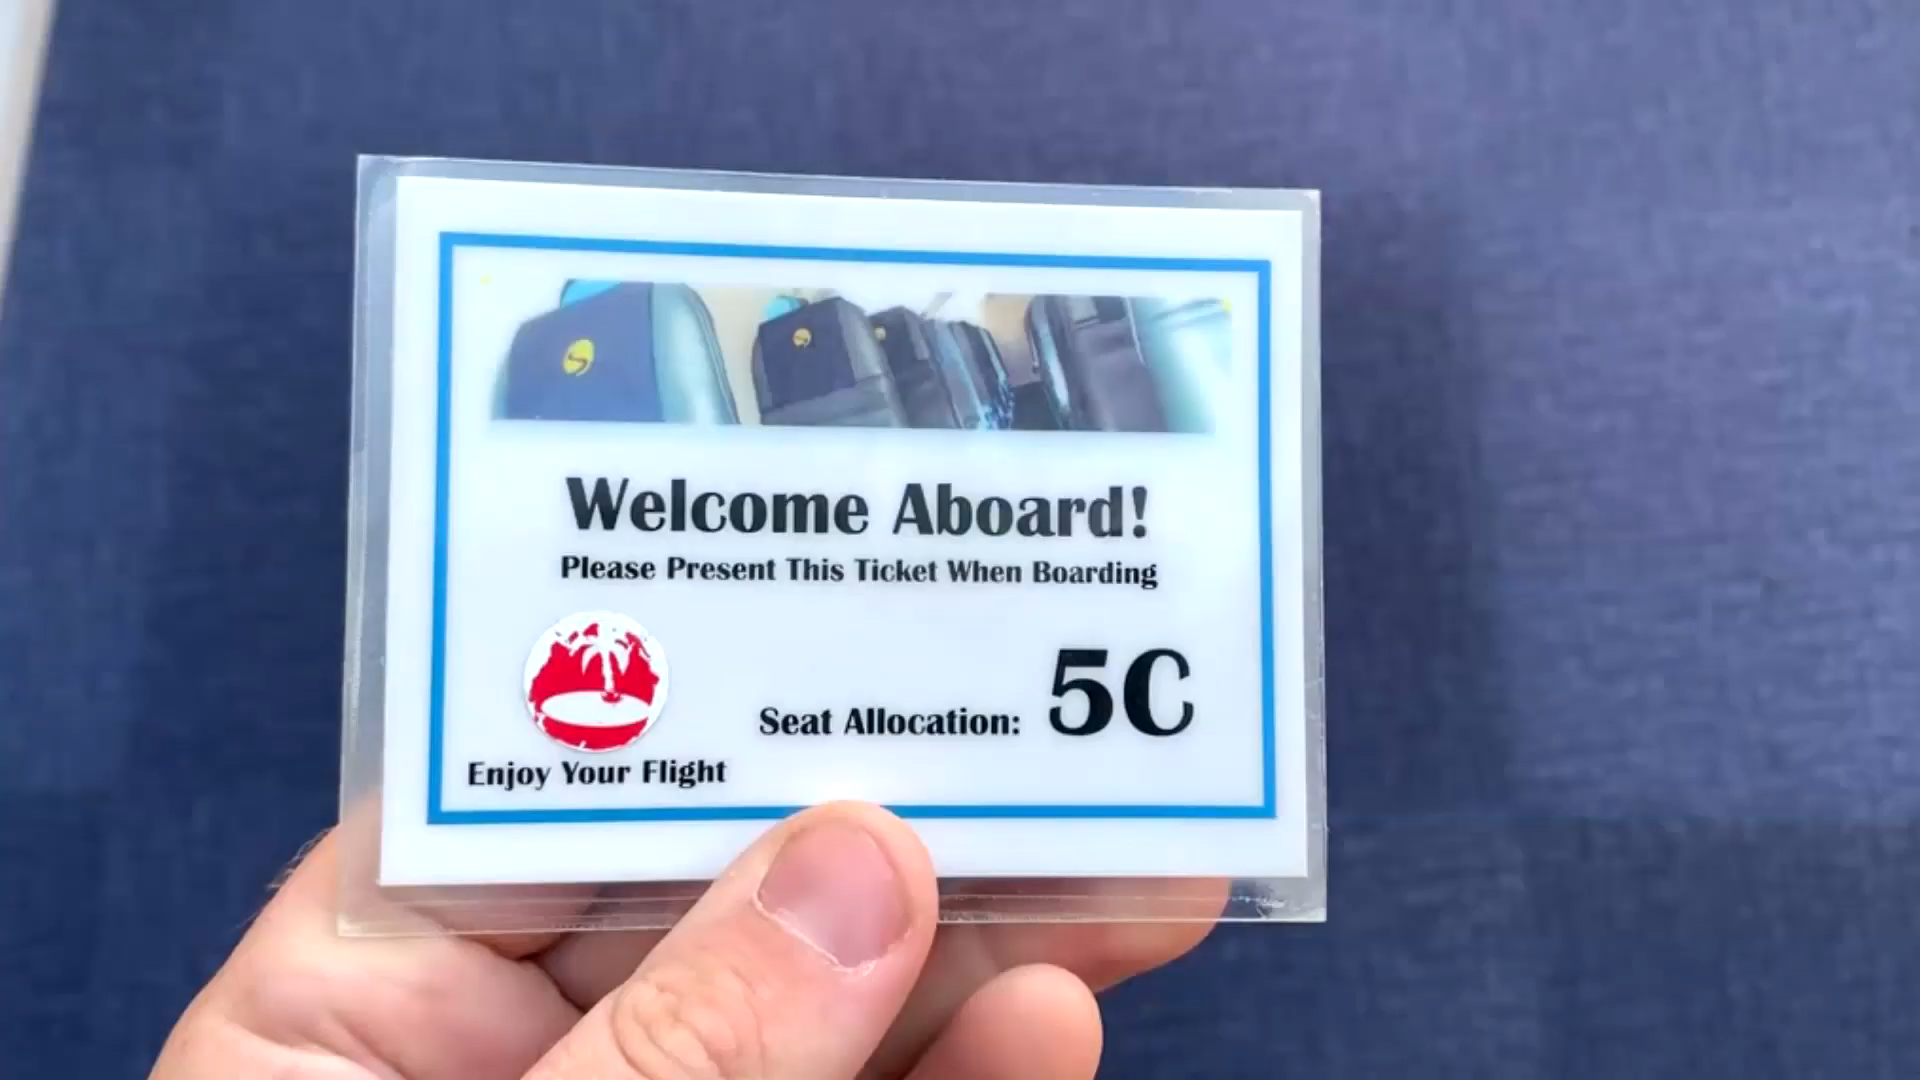 Welcome Aboard!
Please Present This Ticket When Boarding
Seat Allocation: 5C
Enjoy Your Flight